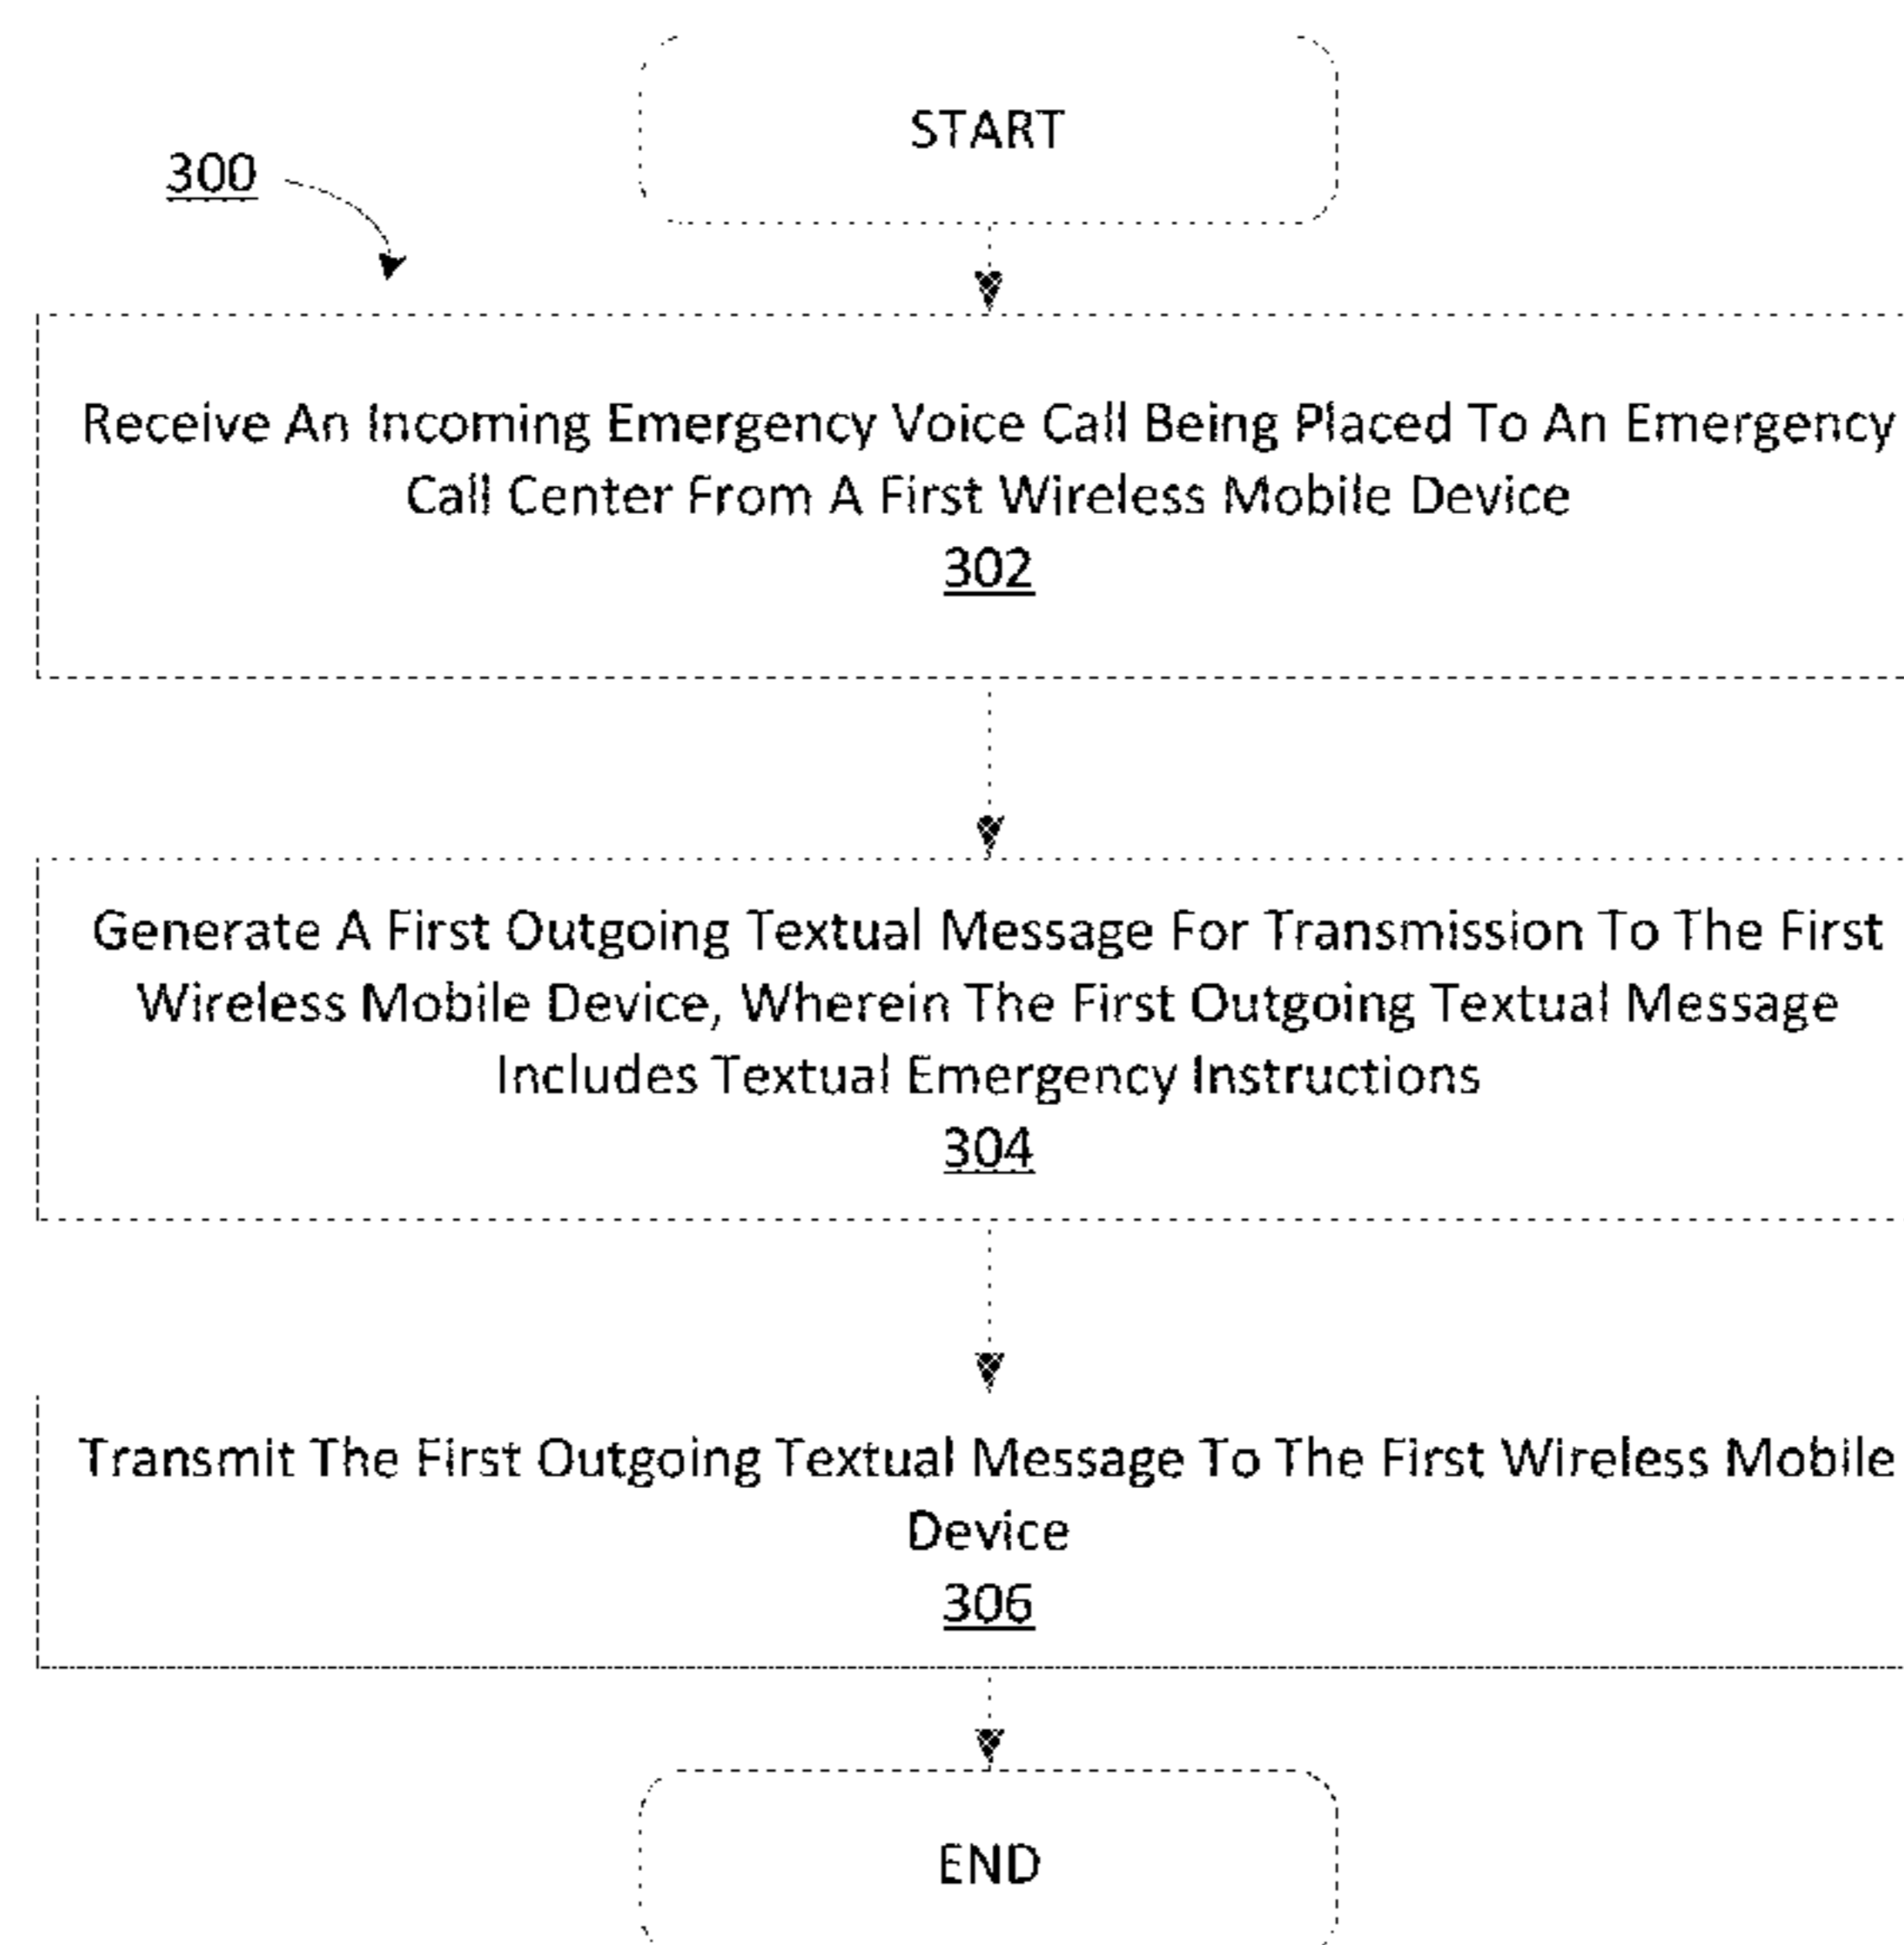 START
300
Receive An Incoming Emergency Voice Call Being Placed To An Emergency
Call Center From A First Wireless Mobile Device
302
Generate A First Outgoing Textual Message For Transmission To The First
Wireless Mobile Device, Wherein The First Outgoing Textual Message
Includes Textual Emergency Instructions
304
Transmit The First Outgoing Textual Message To The First Wireless Mobile
Device
306
END